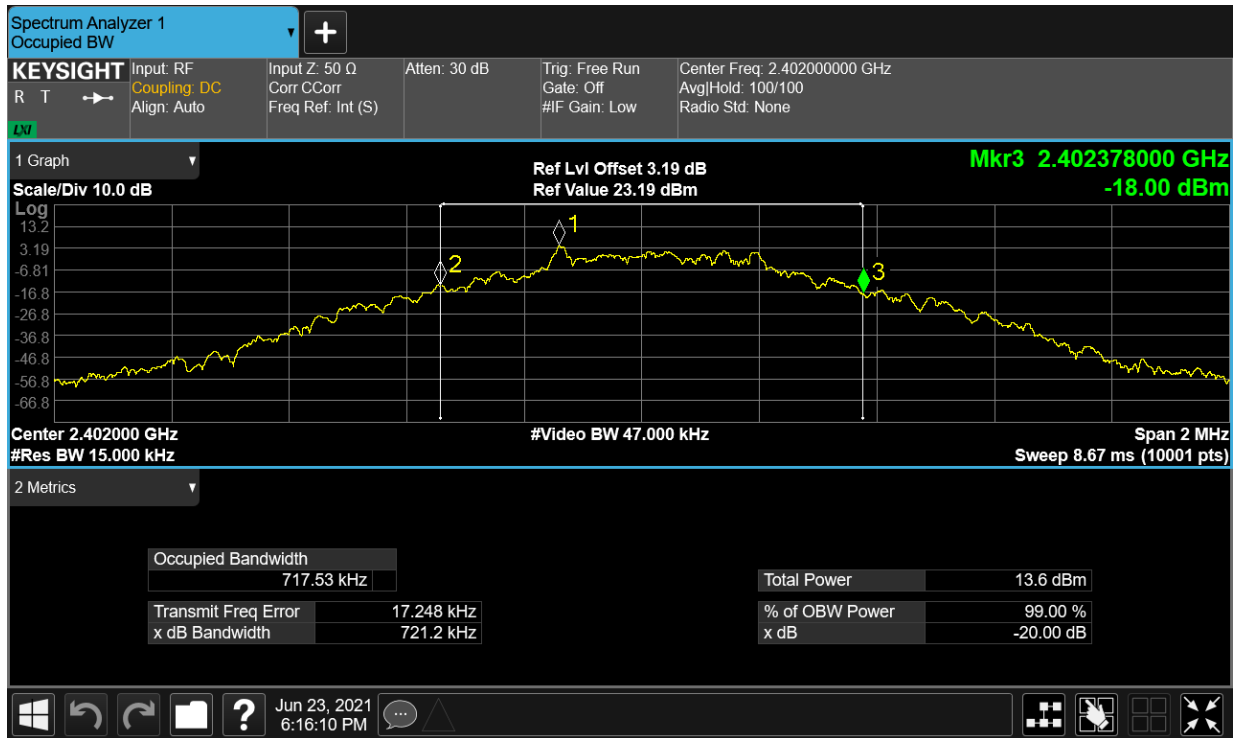 Spectrum Analyzer 1
Occupied BW
KEYSIGHT
R T
LXI
Input: RF
Coupling: DC
Align: Auto
Input Z: 50 Ω
Corr CCorr
Freq Ref: Int (S)
Atten: 30 dB
Trig: Free Run
Gate: Off
#IF Gain: Low
Center Freq: 2.402000000 GHz
Avg|Hold: 100/100
Radio Std: None
1 Graph
Scale/Div 10.0 dB
Ref Lvl Offset 3.19 dB
Ref Value 23.19 dBm
Mkr3 2.402378000 GHz
-18.00 dBm
Log
13.2
3.19
-6.81
-16.8
-26.8
-36.8
-46.8
-56.8
-66.8
1
2
3
Center 2.402000 GHz
#Video BW 47.000 kHz
Span 2 MHz
#Res BW 15.000 kHz
Sweep 8.67 ms (10001 pts)
2 Metrics
Occupied Bandwidth
717.53 kHz
Transmit Freq Error 17.248 kHz
x dB Bandwidth 721.2 kHz
Total Power 13.6 dBm
% of OBW Power 99.00 %
x dB -20.00 dB
?
Jun 23, 2021
6:16:10 PM